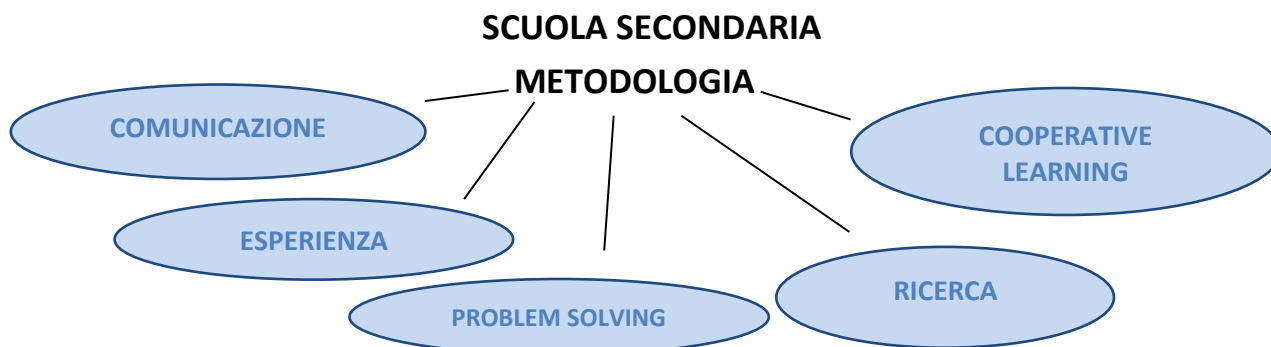 SCUOLA SECONDARIA
METODOLOGIA
COMUNICAZIONE
COOPERATIVE
LEARNING
ESPERIENZA
PROBLEM SOLVING
RICERCA